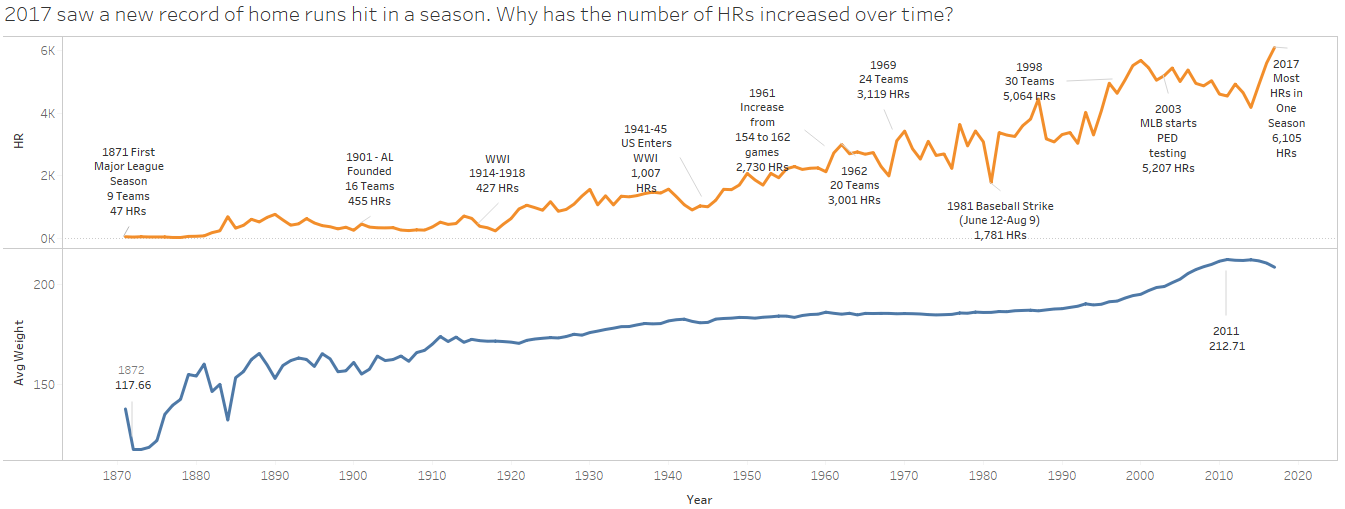 2017 saw a new record of home runs hit in a season. Why has the number of HRs increased over time?
HR
6K
4K
2K
0K
1871 First
Major League
Season
9 Teams
47 HRs
1901 - AL
Founded
16 Teams
455 HRs
WWI
1914-1918
427 HRs
1941-45
US Enters
WWI
1,007
HRs
1961
Increase
from
154 to 162
games
2,730 HRs
1962
20 Teams
3,001 HRs
1969
24 Teams
3,119 HRs
1981 Baseball Strike
(June 12-Aug 9)
1,781 HRs
1998
30 Teams
5,064 HRs
2003
MLB starts
PED
testing
5,207 HRs
2017
Most
HRs in
One
Season
6,105
HRs
Avg Weight
200
150
1872
117.66
2011
212.71
1870 1880 1890 1900 1910 1920 1930 1940 1950 1960 1970 1980 1990 2000 2010 2020
Year